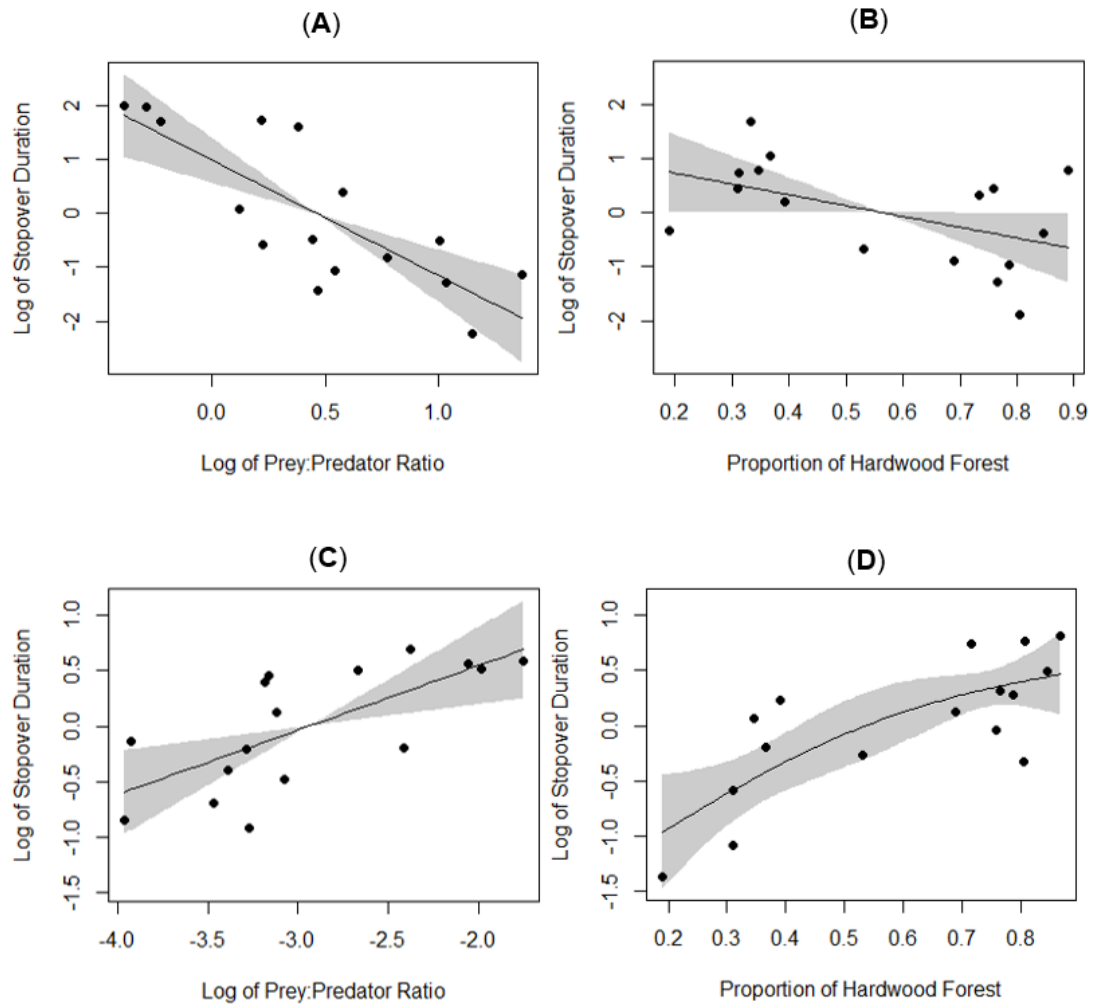 (A)
Log of Stopover Duration
2
1
0
-1
-2
0.0 0.5 1.0
Log of Prey:Predator Ratio
(B)
Log of Stopover Duration
2
1
0
-1
-2
0.2 0.3 0.4 0.5 0.6 0.7 0.8 0.9
Proportion of Hardwood Forest
(C)
Log of Stopover Duration
1.0
0.5
0.0
-0.5
-1.0
-1.5
-4.0 -3.5 -3.0 -2.5 -2.0
Log of Prey:Predator Ratio
(D)
Log of Stopover Duration
1.0
0.5
0.0
-0.5
-1.0
-1.5
0.2 0.3 0.4 0.5 0.6 0.7 0.8
Proportion of Hardwood Forest